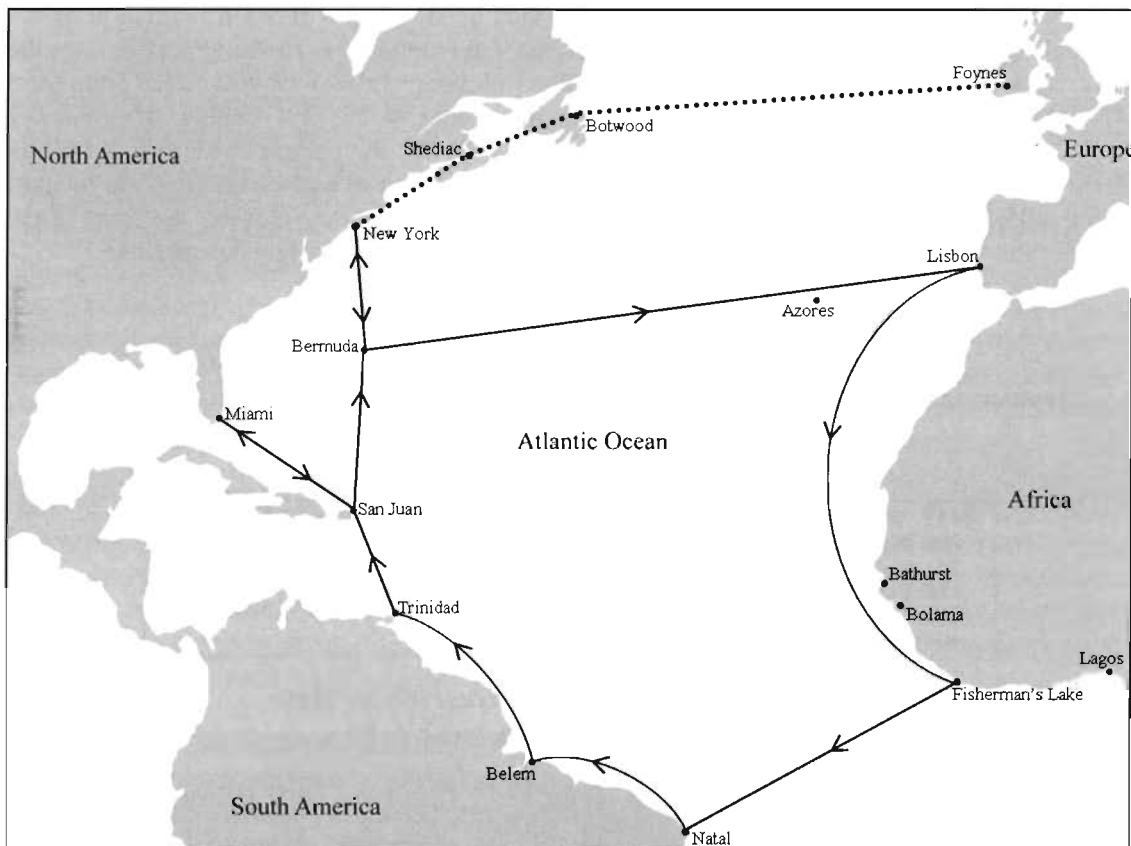 Foynes
Botwood
Shediac
North America
Europe
New York
Lisbon
Azores
Bermuda
Miami
Atlantic Ocean
Africa
San Juan
Bathurst
Bolama
Trinidad
Lagos
Fisherman's Lake
Belem
South America
Natal